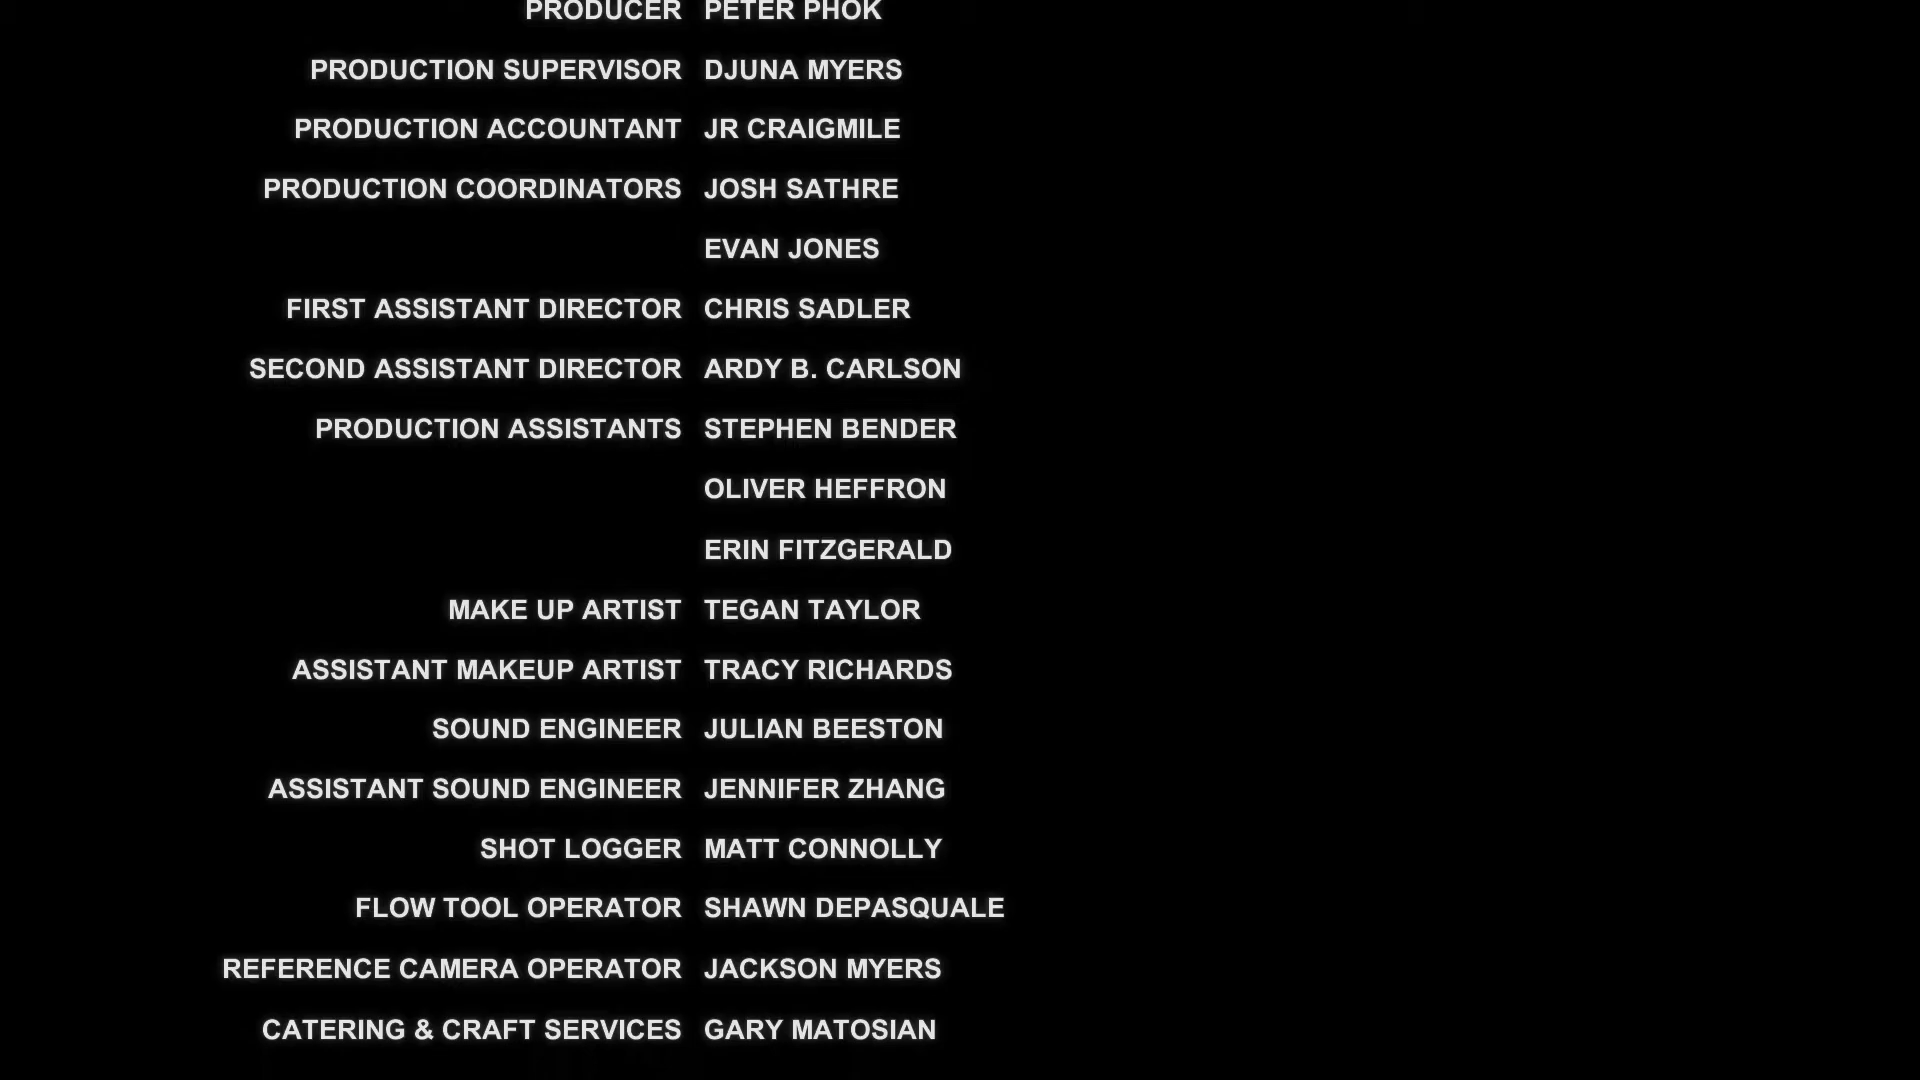 PRODUCER PETER PHOK
PRODUCTION SUPERVISOR DJUNA MYERS
PRODUCTION ACCOUNTANT JR CRAIGMILE
PRODUCTION COORDINATORS JOSH SATHRE
EVAN JONES
FIRST ASSISTANT DIRECTOR CHRIS SADLER
SECOND ASSISTANT DIRECTOR ARDY B. CARLSON
PRODUCTION ASSISTANTS STEPHEN BENDER
OLIVER HEFFRON
ERIN FITZGERALD
MAKE UP ARTIST TEGAN TAYLOR
ASSISTANT MAKEUP ARTIST TRACY RICHARDS
SOUND ENGINEER JULIAN BEESTON
ASSISTANT SOUND ENGINEER JENNIFER ZHANG
SHOT LOGGER MATT CONNOLLY
FLOW TOOL OPERATOR SHAWN DEPASQUALE
REFERENCE CAMERA OPERATOR JACKSON MYERS
CATERING & CRAFT SERVICES GARY MATOSIAN